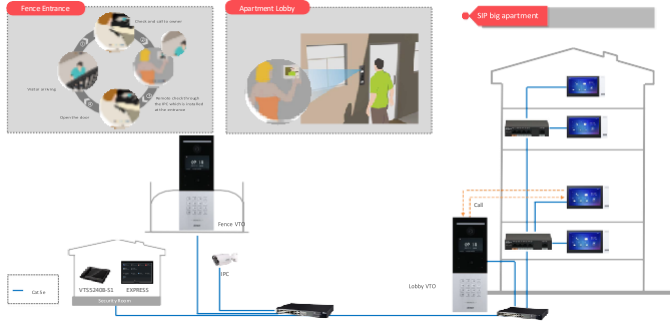 Fence Entrance
Apartment Lobby
SIP big apartment
Check and call to owner
Visitor arriving
Remote check through
the IPC which is installed
at the entrance
Open the door
Call
Fence VTO
IPC
Lobby VTO
VTS5240B-S1 EXPRESS
Security Room
Cat 5e